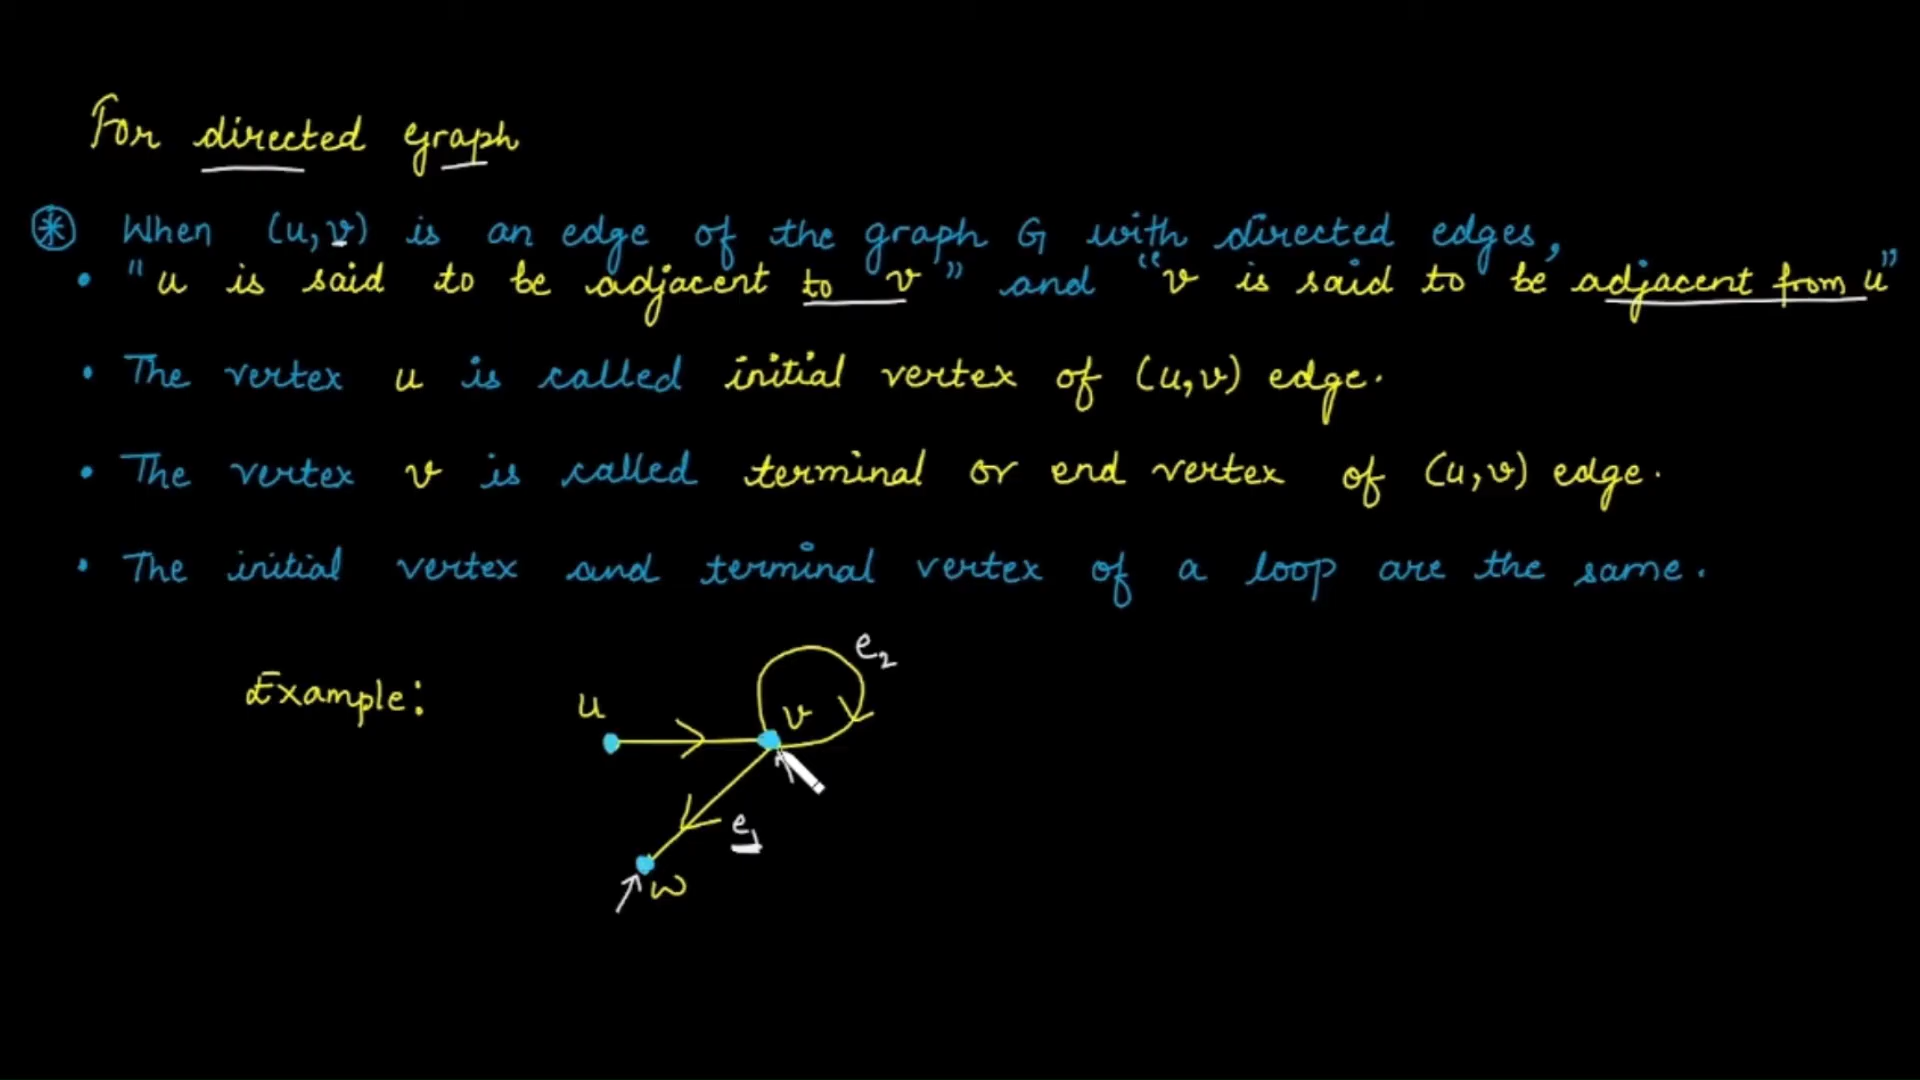 For directed graph
⊛ When (u,v) is an edge of the graph G with directed edges,
• "u is said to be adjacent to v" and "v is said to be adjacent from u"
• The vertex u is called initial vertex of (u,v) edge.
• The vertex v is called terminal or end vertex of (u,v) edge.
• The initial vertex and terminal vertex of a loop are the same.
e₂
Example:
u
v
e₁
w